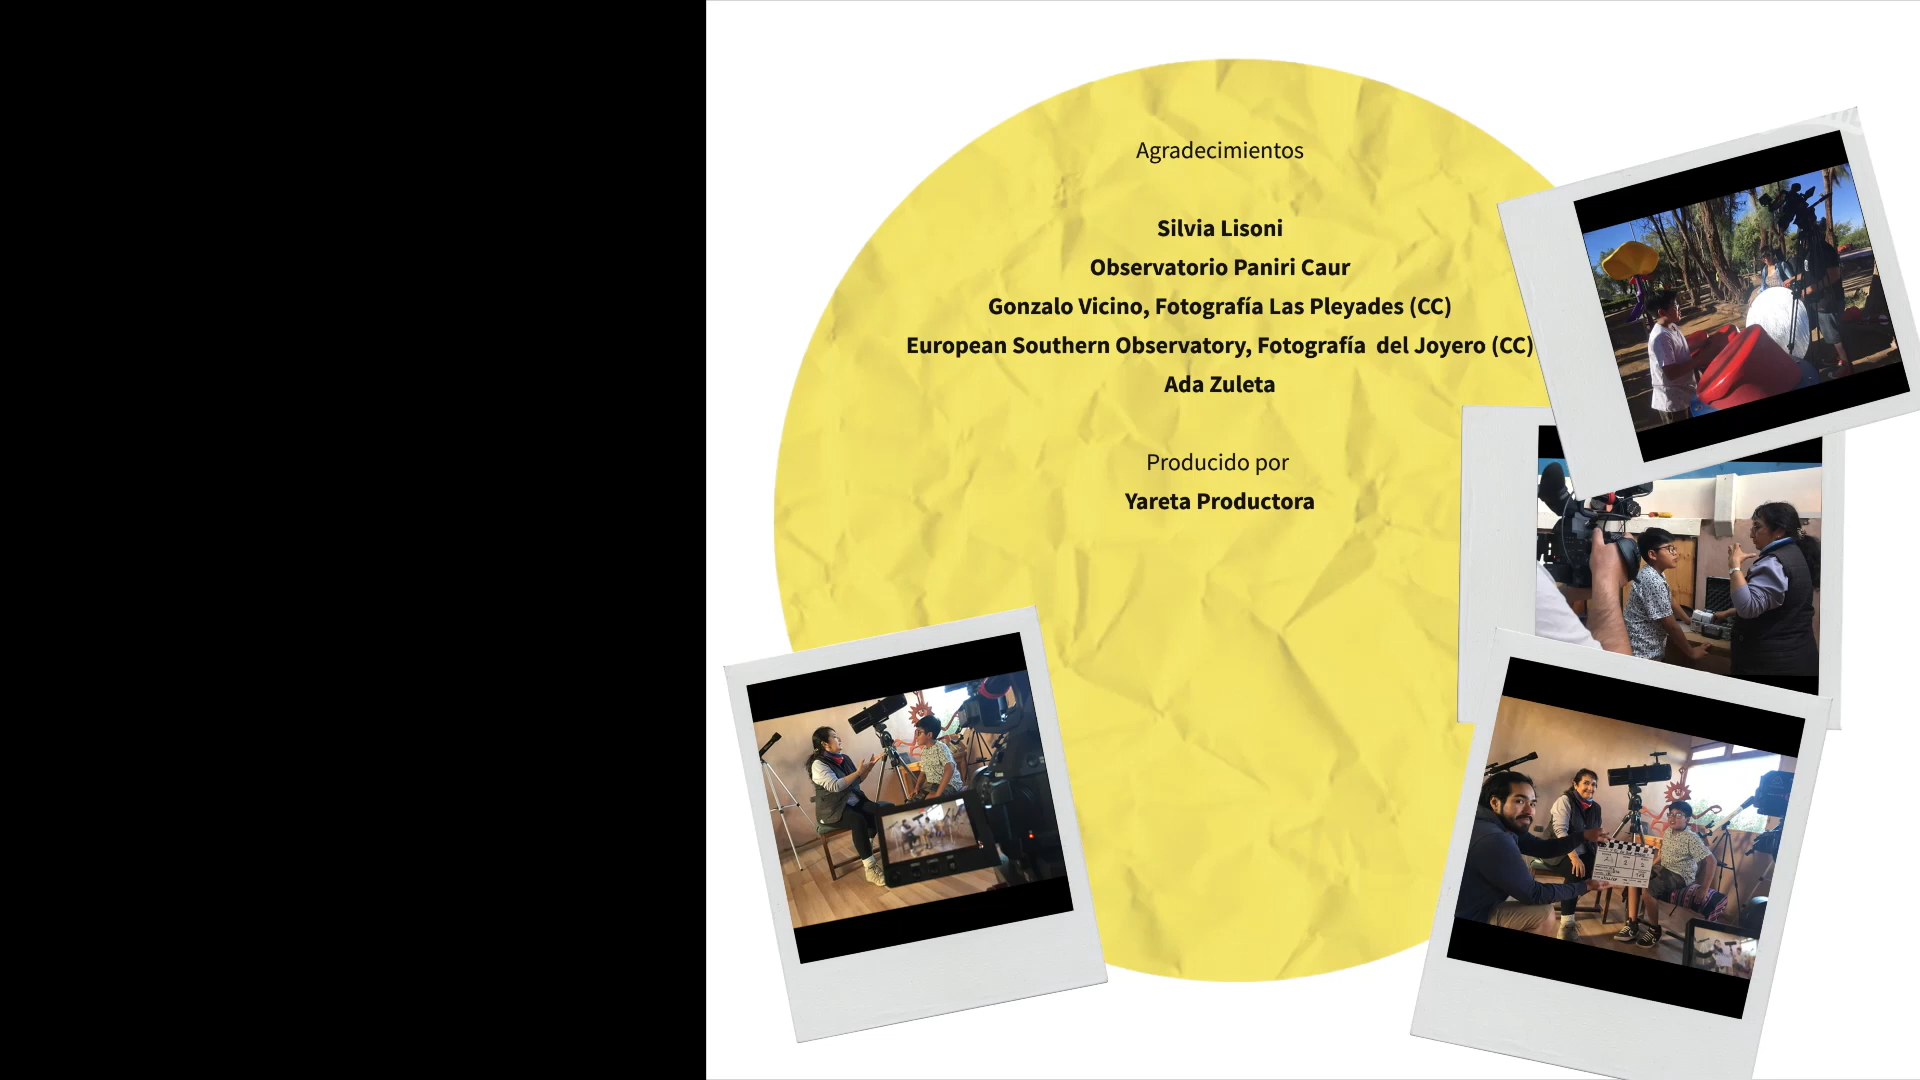 Agradecimientos
Silvia Lisoni
Observatorio Paniri Caur
Gonzalo Vicino, Fotografía Las Pleyades (CC)
European Southern Observatory, Fotografía del Joyero (CC)
Ada Zuleta
Producido por
Yareta Productora